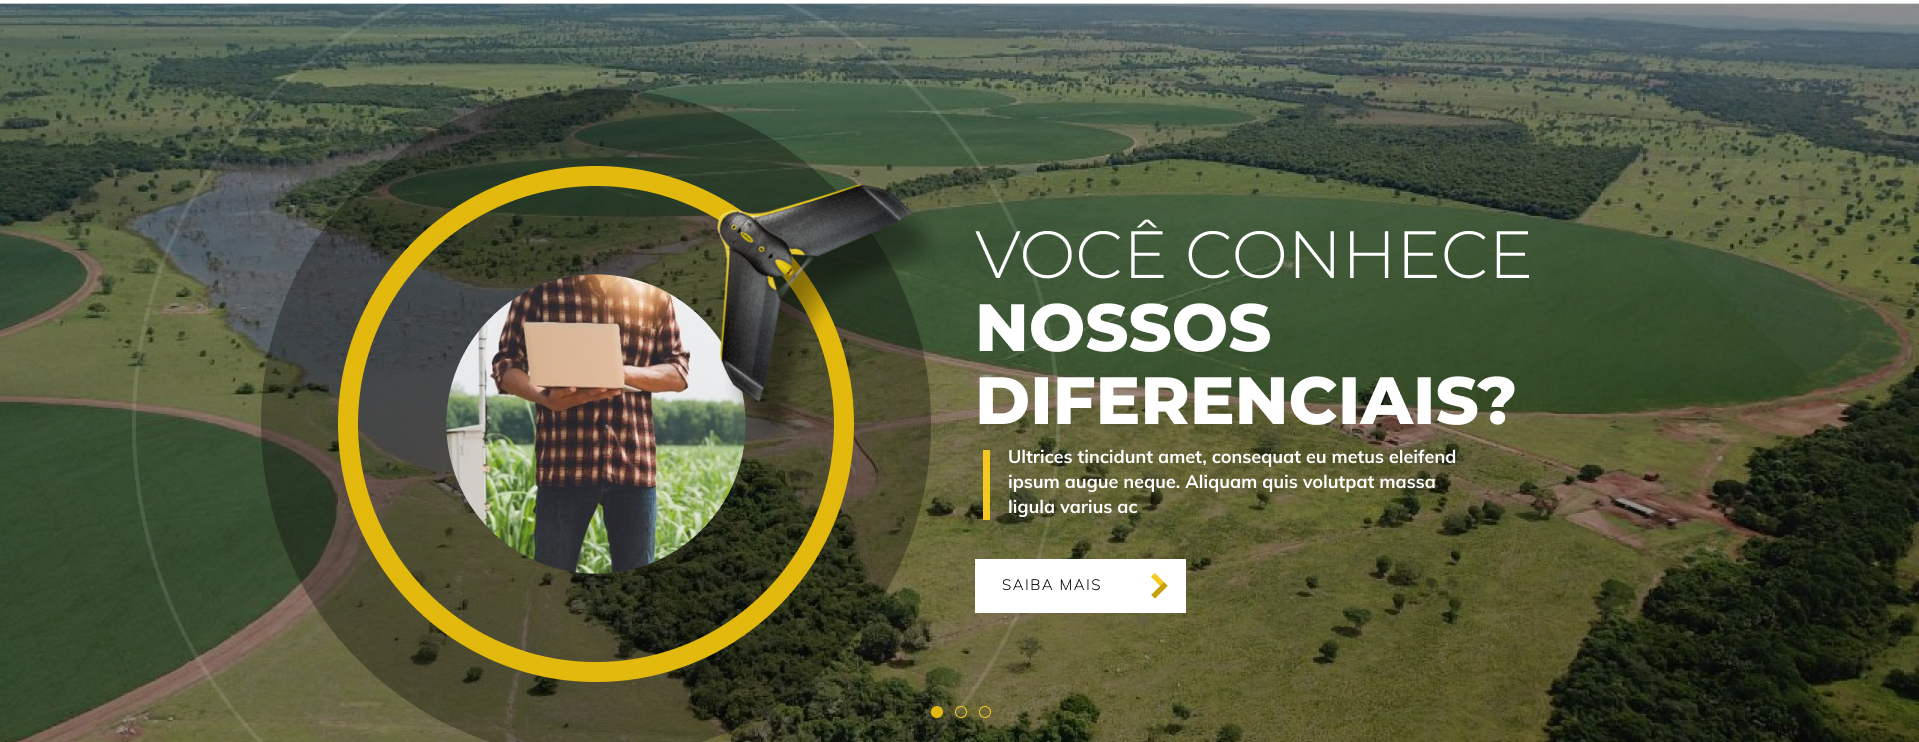 VOCÊ CONHECE
NOSSOS
DIFERENCIAIS?
Ultrices tincidunt amet, consequat eu metus eleifend
ipsum augue neque. Aliquam quis volutpat massa
ligula varius ac
SAIBA MAIS